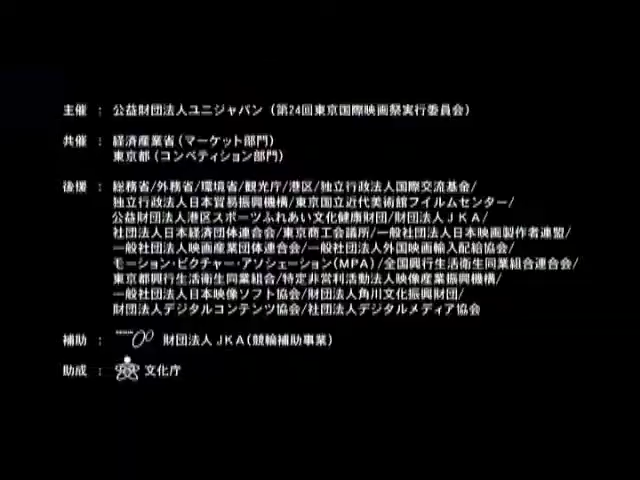 主催 : 公益財団法人ユニジャパン（第24回東京国際映画祭実行委員会）
共催 : 経済産業省（マーケット部門）
東京都（コンペティション部門）
後援 : 総務省/外務省/環境省/観光庁/港区/独立行政法人国際交流基金/
独立行政法人日本貿易振興機構/東京国立近代美術館フイルムセンター/
公益財団法人港区スポーツふれあい文化健康財団/財団法人JKA/
社団法人日本経済団体連合会/東京商工会議所/一般社団法人日本映画製作者連盟/
一般社団法人映画産業団体連合会/一般社団法人外国映画輸入配給協会/
モーション・ピクチャー・アソシエーション(MPA)/全国興行生活衛生同業組合連合会/
東京都興行生活衛生同業組合/特定非営利活動法人映像産業振興機構/
一般社団法人日本映像ソフト協会/財団法人角川文化振興財団/
財団法人デジタルコンテンツ協会/社団法人デジタルメディア協会
補助 : 財団法人JKA(競輪補助事業)
助成 : 文化庁